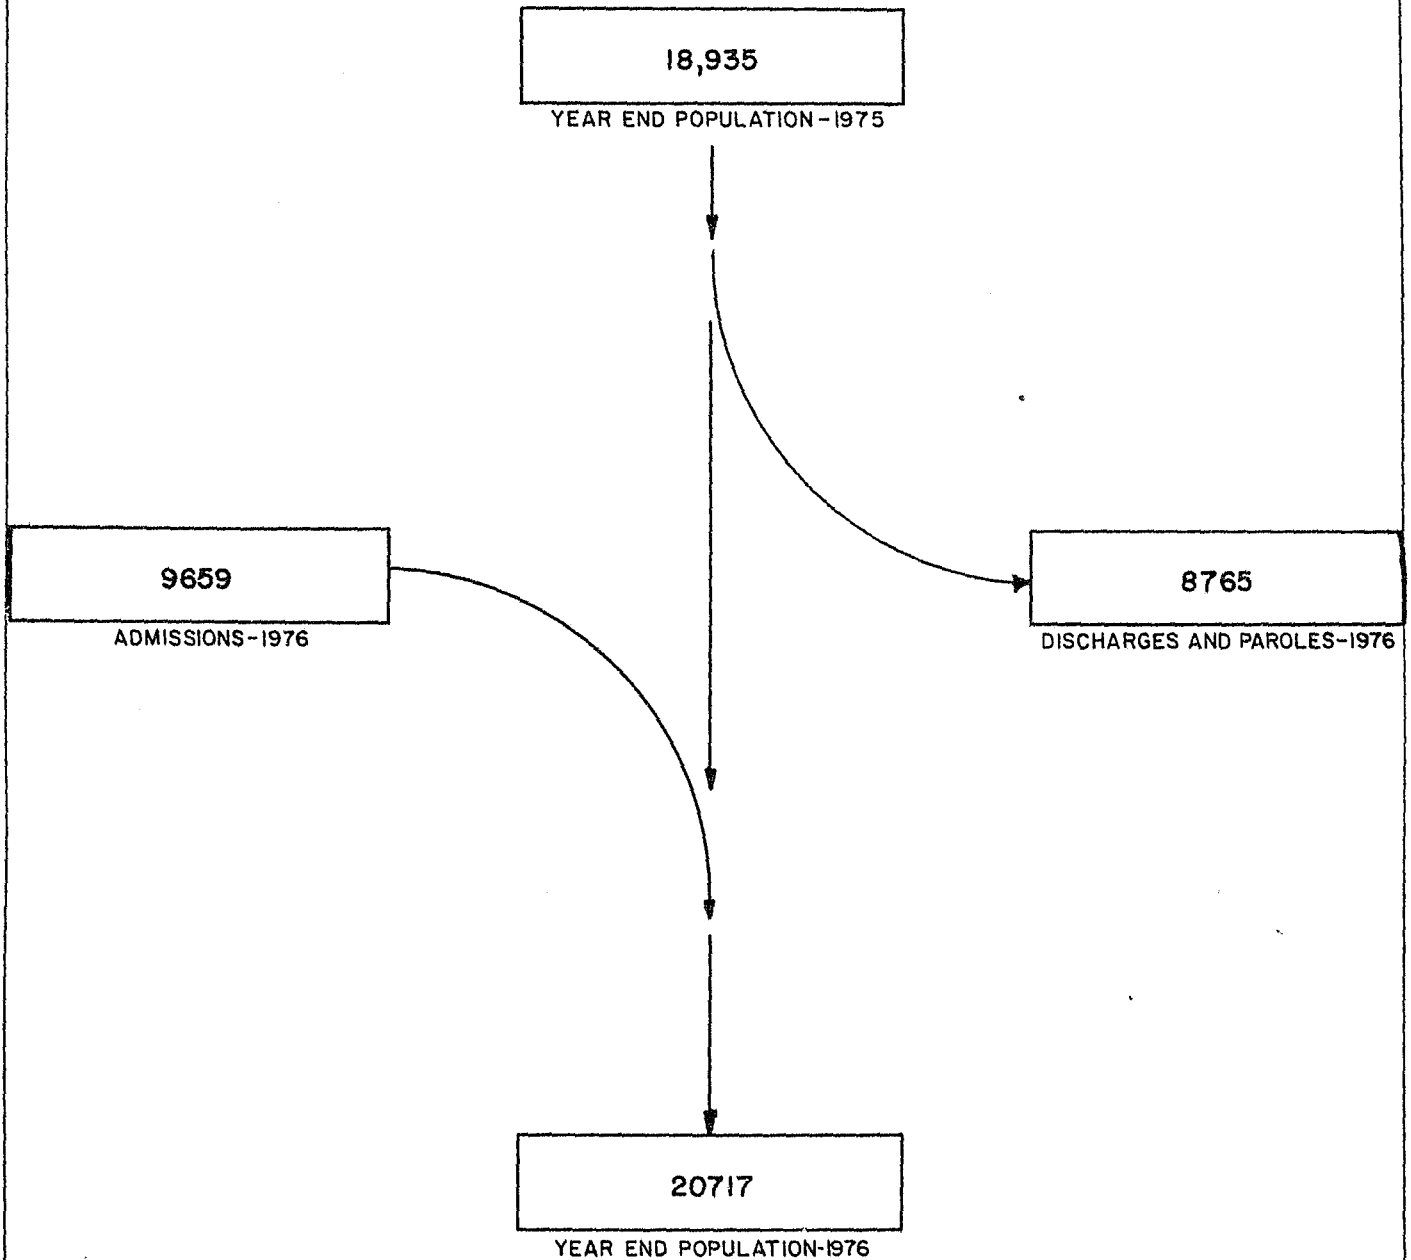 18,935
YEAR END POPULATION-1975
9659
ADMISSIONS-1976
8765
DISCHARGES AND PAROLES-1976
20717
YEAR END POPULATION-1976